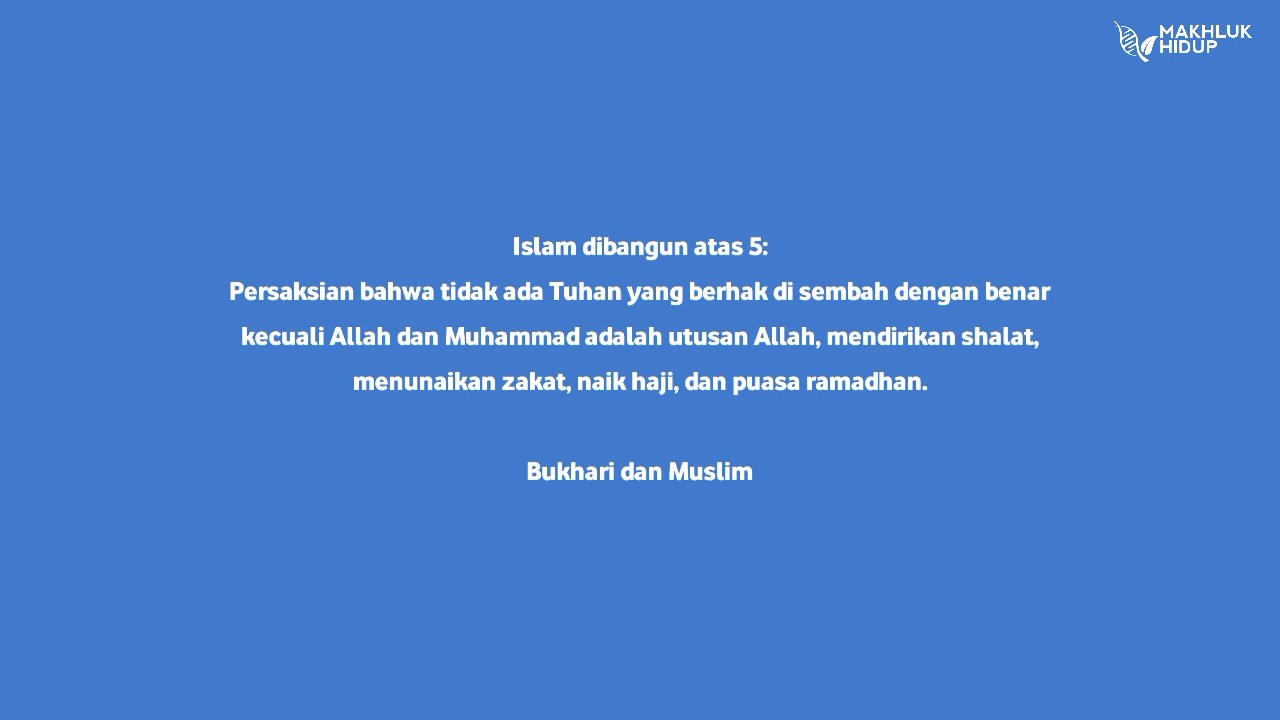 MAKHLUK
HIDUP
Islam dibangun atas 5:
Persaksian bahwa tidak ada Tuhan yang berhak di sembah dengan benar
kecuali Allah dan Muhammad adalah utusan Allah, mendirikan shalat,
menunaikan zakat, naik haji, dan puasa ramadhan.
Bukhari dan Muslim